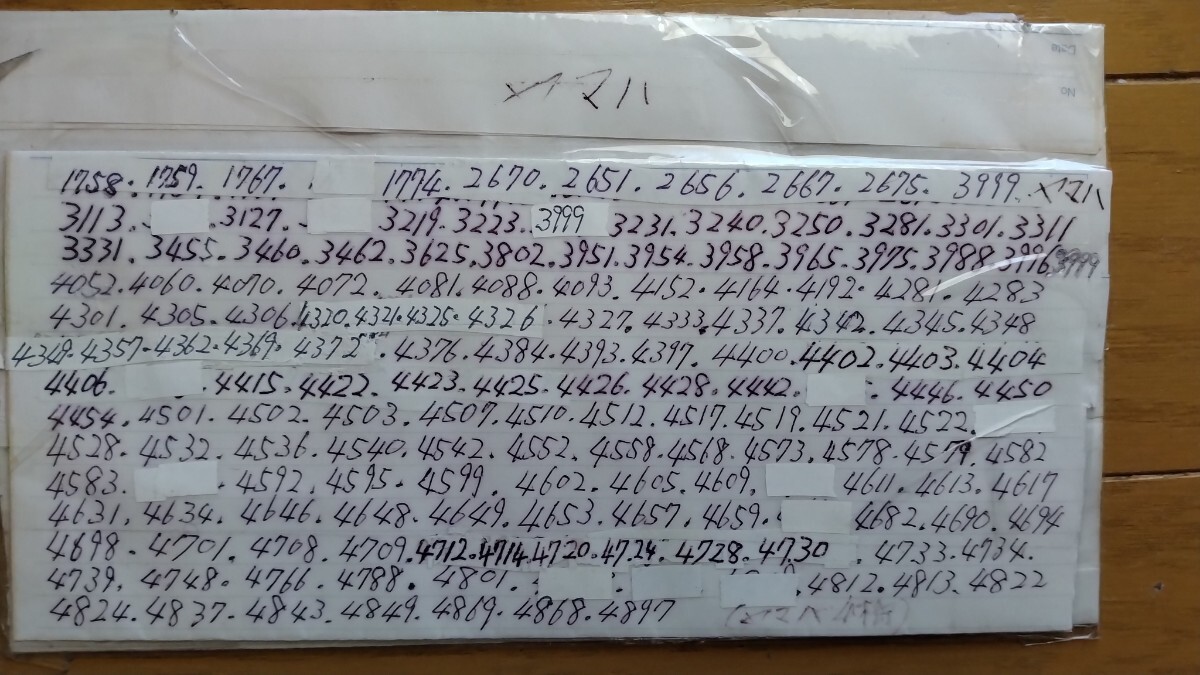 ヤマハ
Date
No.
1758. 1759. 1767. 1774. 2670. 2651. 2656. 2667. 2675. 3999. ヤマハ
3113. 3127. 3219. 3223. 3999 3231. 3240. 3250. 3281. 3301. 3311
3331. 3455. 3460. 3462. 3625. 3802. 3951. 3954. 3958. 3965. 3975. 3988. 3996 3999
4052. 4060. 4070. 4072. 4081. 4088. 4093. 4152. 4164. 4192. 4281. 4283
4301. 4305. 4306. 4320. 4321. 4325. 4326. 4327. 4333. 4337. 4342. 4345. 4348
4349. 4357. 4362. 4369. 4372. 4376. 4384. 4393. 4397. 4400. 4402. 4403. 4404
4406. 4415. 4422. 4423. 4425. 4426. 4428. 4442. 4446. 4450
4454. 4501. 4502. 4503. 4507. 4510. 4512. 4517. 4519. 4521. 4522.
4528. 4532. 4536. 4540. 4542. 4552. 4558. 4568. 4573. 4578. 4579. 4582
4583. 4592. 4595. 4599. 4602. 4605. 4609. 4611. 4613. 4617
4631. 4634. 4646. 4648. 4649. 4653. 4657. 4659. 4682. 4690. 4694
4698. 4701. 4708. 4709. 4712. 4714. 4720. 4724. 4728. 4730. 4733. 4734.
4739. 4748. 4766. 4788. 4801. 4812. 4813. 4822
4824. 4837. 4843. 4849. 4869. 4868. 4897